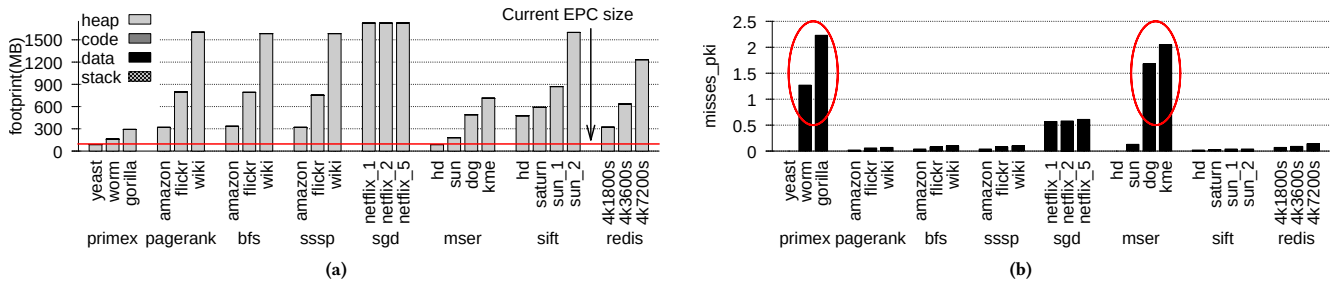 heap
code
data
stack
Current EPC size
footprint(MB)
1500
1200
900
600
300
0
yeast
worm
gorilla
amazon
flickr
wiki
amazon
flickr
wiki
amazon
flickr
wiki
netflix_1
netflix_2
netflix_5
hd
sun
dog
kme
hd
saturn
sun_1
sun_2
4k1800s
4k3600s
4k7200s
primex pagerank bfs sssp sgd mser sift redis
(a)
misses_pki
2.5
2
1.5
1
0.5
0
yeast
worm
gorilla
amazon
flickr
wiki
amazon
flickr
wiki
amazon
flickr
wiki
netflix_1
netflix_2
netflix_5
hd
sun
dog
kme
hd
saturn
sun_1
sun_2
4k1800s
4k3600s
4k7200s
primex pagerank bfs sssp sgd mser sift redis
(b)